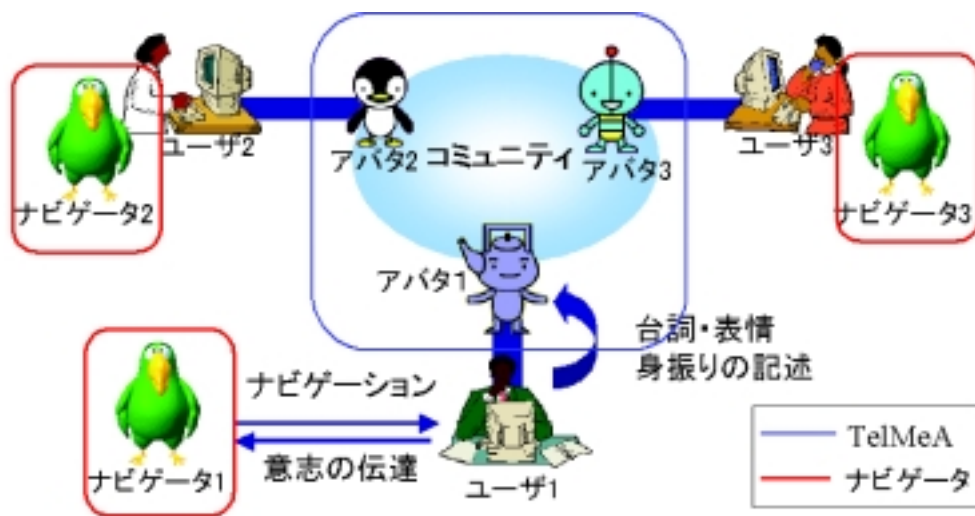 ユーザ2
ユーザ3
アバタ2
コミュニティ
アバタ3
ナビゲータ2
ナビゲータ3
アバタ1
台詞・表情
身振りの記述
ナビゲーション
意志の伝達
ナビゲータ1
ユーザ1
TelMeA
ナビゲータ